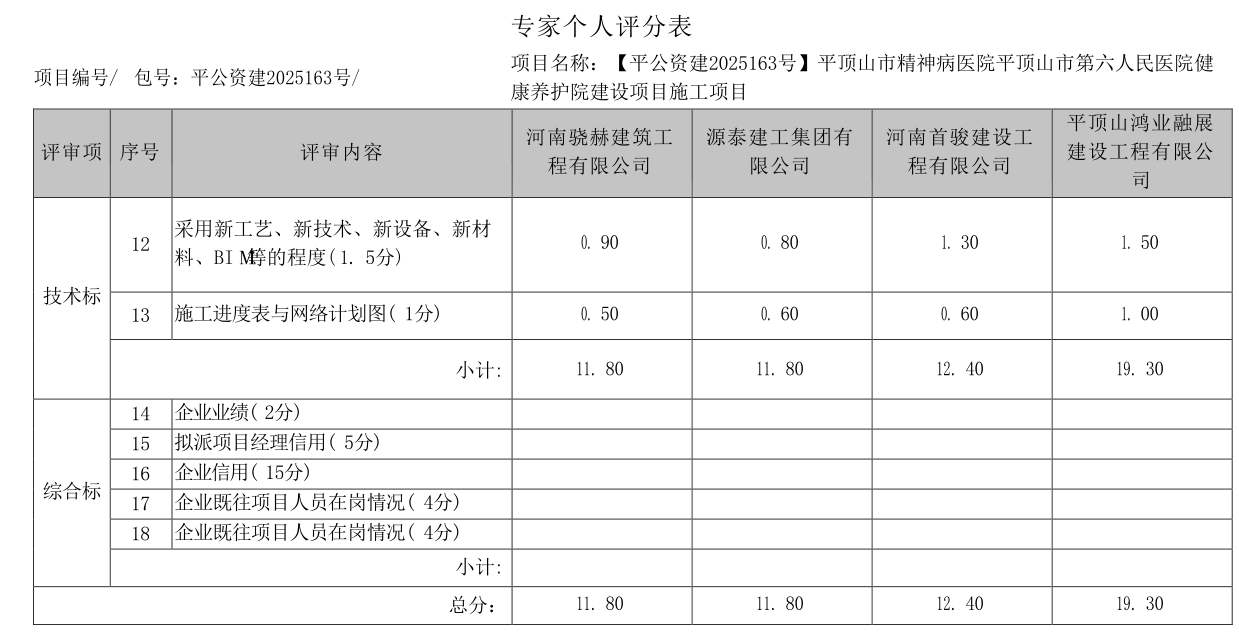 专家个人评分表
项目编号/ 包号：平公资建2025163号/
项目名称：【平公资建2025163号】平顶山市精神病医院平顶山市第六人民医院健
康养护院建设项目施工项目
评审项 序号 评审内容 河南骁赫建筑工程有限公司 源泰建工集团有限公司 河南首骏建设工程有限公司 平顶山鸿业融展建设工程有限公司
技术标
12 采用新工艺、新技术、新设备、新材料、BIM等的程度(1.5分) 0.90 0.80 1.30 1.50
13 施工进度表与网络计划图(1分) 0.50 0.60 0.60 1.00
小计: 11.80 11.80 12.40 19.30
综合标
14 企业业绩(2分)
15 拟派项目经理信用(5分)
16 企业信用(15分)
17 企业既往项目人员在岗情况(4分)
18 企业既往项目人员在岗情况(4分)
小计:
总分： 11.80 11.80 12.40 19.30